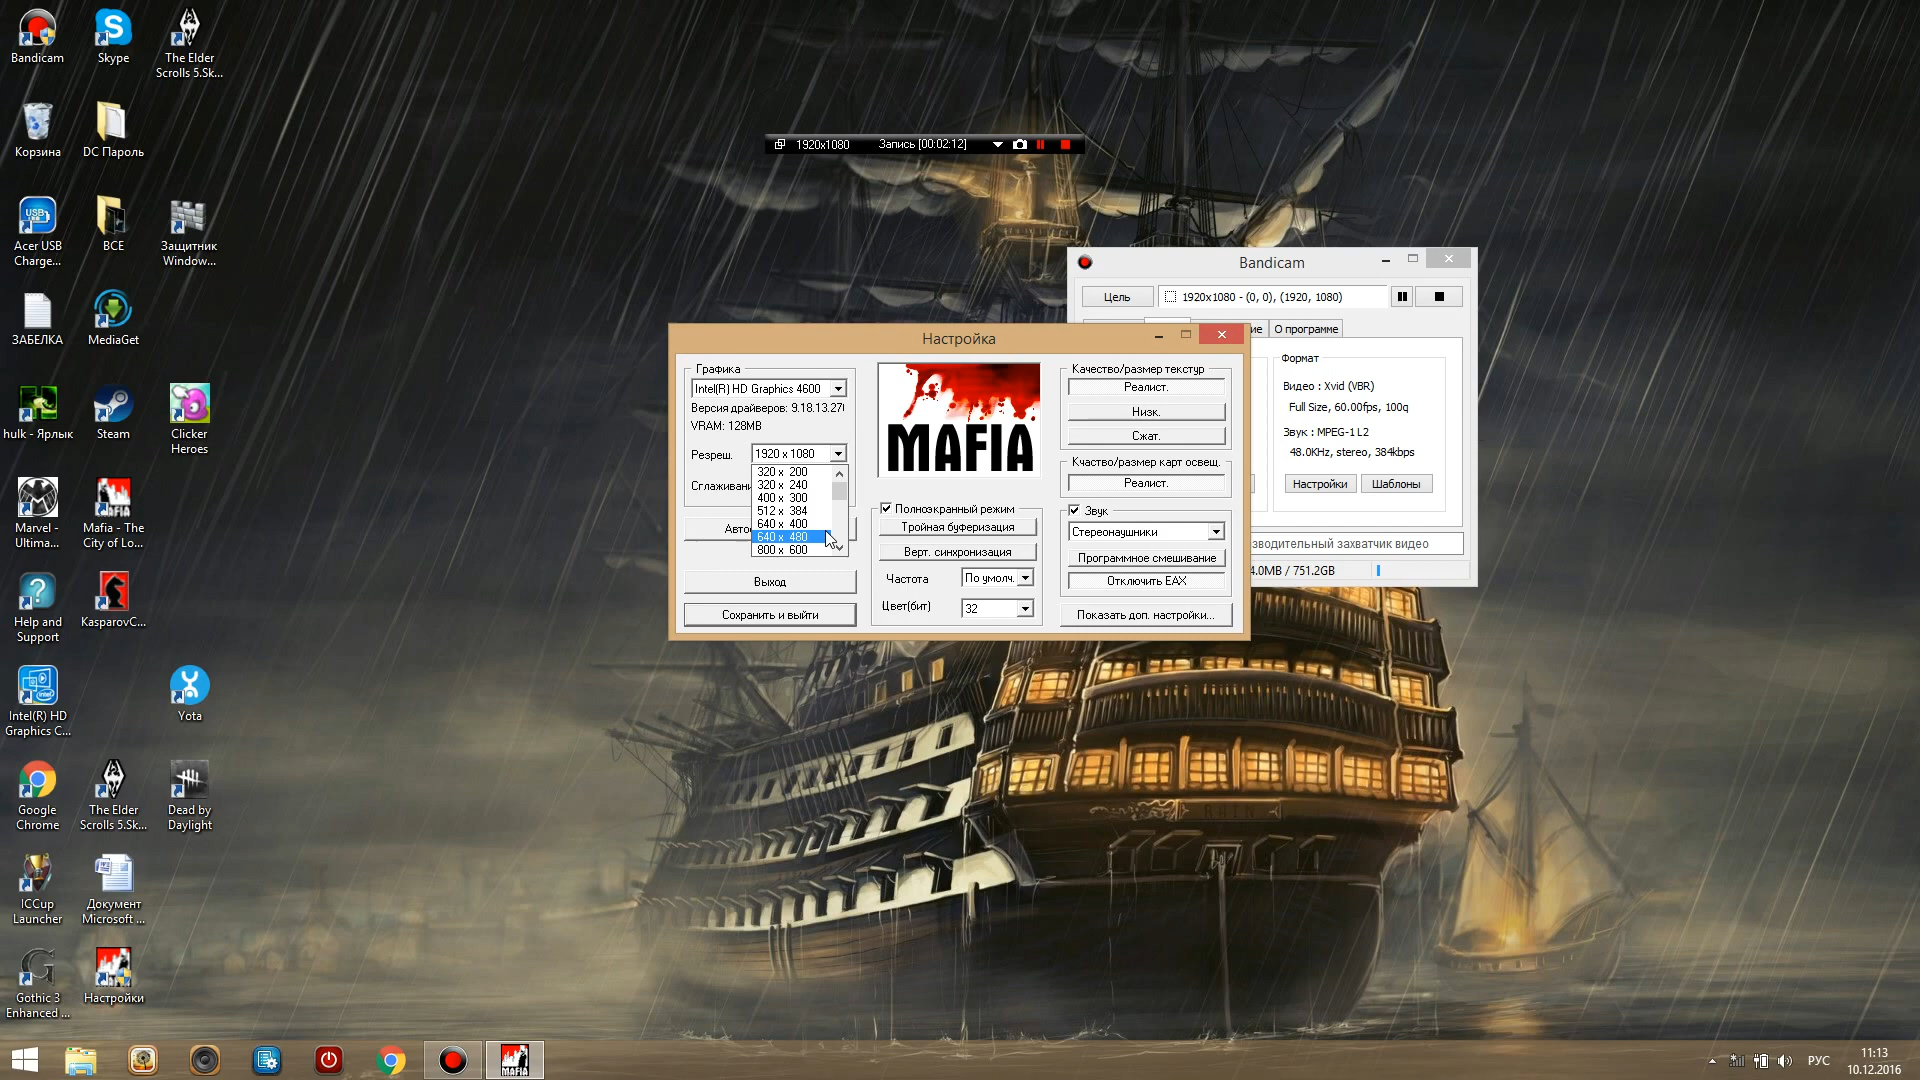 Bandicam
Skype
The Elder
Scrolls 5.Sk...
Корзина
DC Пароль
Acer USB
Charge...
ВСЕ
Защитник
Window...
ЗАБЕЛКА
MediaGet
hulk - Ярлык
Steam
Clicker
Heroes
Marvel -
Ultima...
Mafia - The
City of Lo...
Help and
Support
KasparovC...
Intel(R) HD
Graphics C...
Yota
Google
Chrome
The Elder
Scrolls 5.Sk...
Dead by
Daylight
ICCup
Launcher
Документ
Microsoft ...
Gothic 3
Enhanced ...
Настройки
1920x1080
Запись [00:02:12]
Bandicam
Цель
1920x1080 - (0, 0), (1920, 1080)
ие
О программе
Формат
Видео : Xvid (VBR)
Full Size, 60.00fps, 100q
Звук : MPEG-1 L2
48.0KHz, stereo, 384kbps
Настройки
Шаблоны
зводительный захватчик видео
4.0MB / 751.2GB
Настройка
Графика
Intel(R) HD Graphics 4600
Версия драйверов: 9.18.13.27
VRAM: 128MB
Резреш.
1920 x 1080
320 x 200
320 x 240
400 x 300
512 x 384
640 x 400
640 x 480
800 x 600
Сглаживани
Авто
Выход
Сохранить и выйти
MAFIA
Полноэкранный режим
Тройная буферизация
Верт. синхронизация
Частота
По умолч.
Цвет(бит)
32
Качество/размер текстур
Реалист.
Низк.
Сжат.
Кчаство/размер карт освещ.
Реалист.
Звук
Стереонаушники
Программное смешивание
Отключить EAX
Показать доп. настройки...
MAFIA
РУС
11:13
10.12.2016